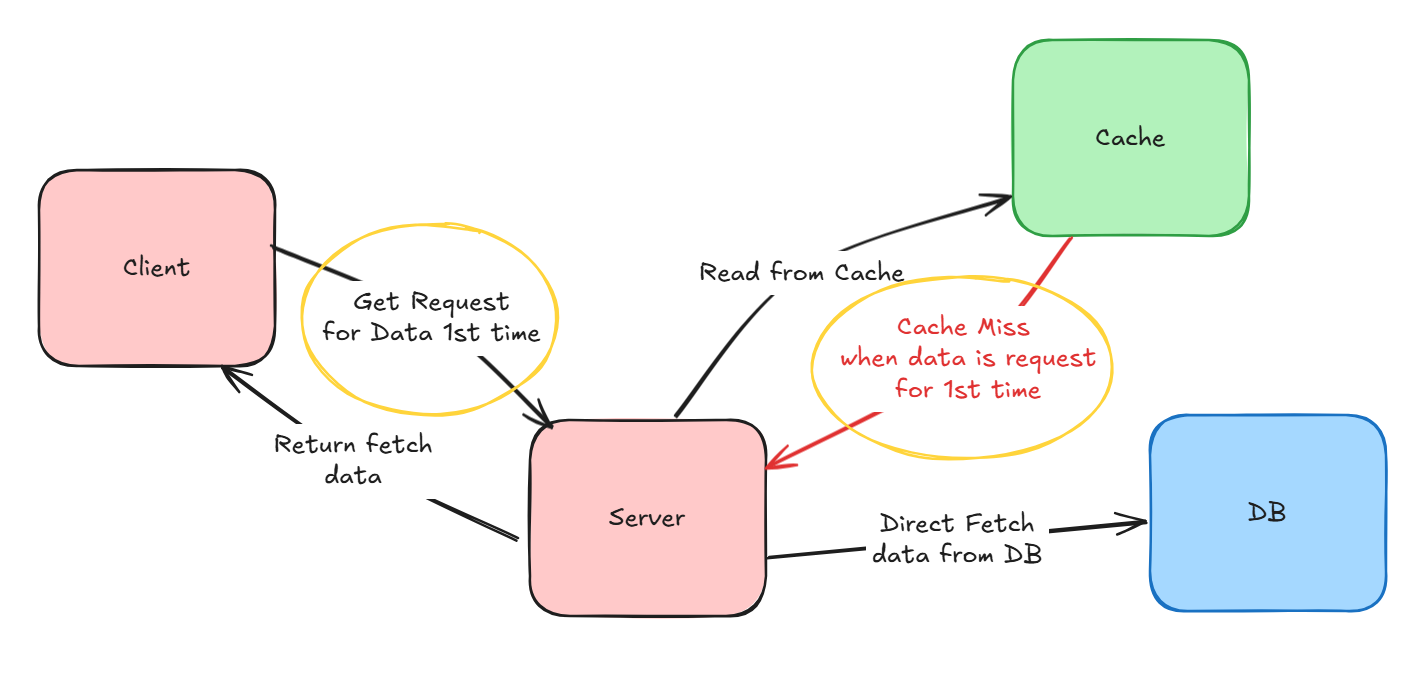 Cache
Client
Read from Cache
Get Request
for Data 1st time
Cache Miss
when data is request
for 1st time
Return fetch
data
Server
DB
Direct Fetch
data from DB